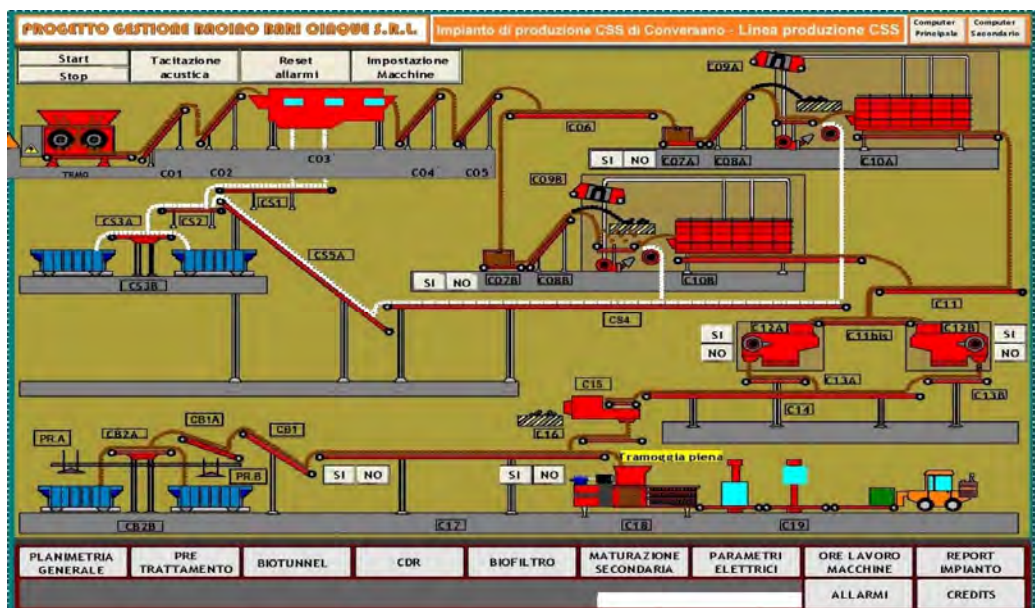 PROGETTO GESTIONE BACINO BARI CINQUE S.R.L.
Impianto di produzione CSS di Conversano - Linea produzione CSS
Computer Principale
Computer Secondario
Start
Stop
Tacitazione acustica
Reset allarmi
Impostazione Macchine
C09A
C06
SI NO
C07A
C08A
C10A
C03
C01
C02
C04
C05
C09B
CS1
CS2
CS3A
CS5A
CS3B
SI NO
C07B
C08B
C10B
C11
CS4
SI
NO
C12A
C11bis
C12B
SI
NO
C13A
C13B
C15
C14
C16
CB1A
CB1
CB2A
PR.A
PR.B
SI NO
SI NO
Tramoggia piena
CB2B
C17
C18
C19
PLANIMETRIA GENERALE
PRE TRATTAMENTO
BIOTUNNEL
CDR
BIOFILTRO
MATURAZIONE SECONDARIA
PARAMETRI ELETTRICI
ORE LAVORO MACCHINE
REPORT IMPIANTO
ALLARMI
CREDITS